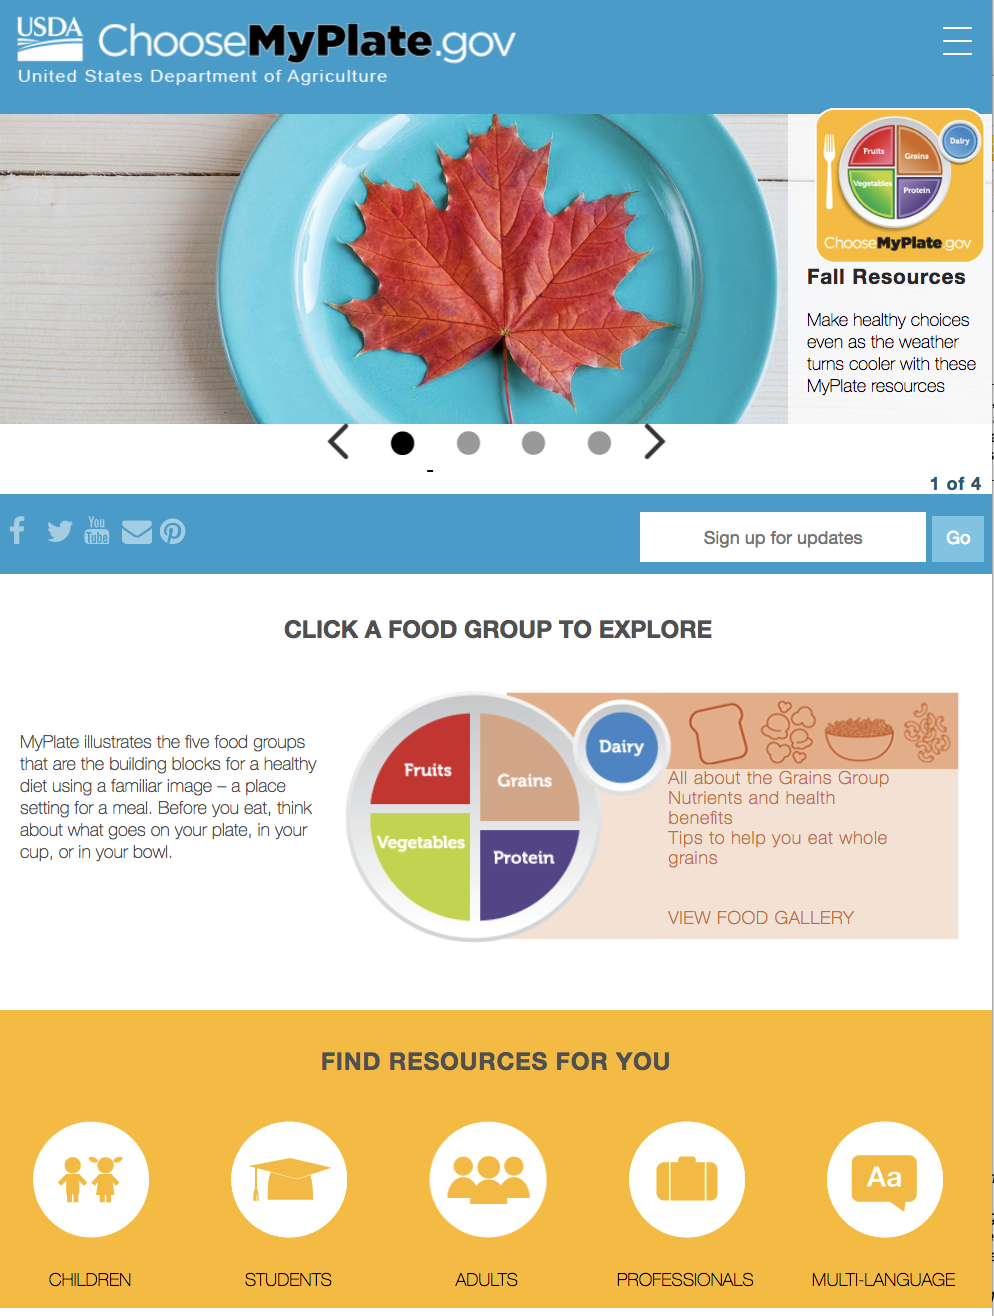 USDA ChooseMyPlate.gov
United States Department of Agriculture
Fruits
Grains
Dairy
Vegetables
Protein
ChooseMyPlate.gov
Fall Resources
Make healthy choices
even as the weather
turns cooler with these
MyPlate resources
1 of 4
You
Tube
Sign up for updates
Go
CLICK A FOOD GROUP TO EXPLORE
MyPlate illustrates the five food groups
that are the building blocks for a healthy
diet using a familiar image – a place
setting for a meal. Before you eat, think
about what goes on your plate, in your
cup, or in your bowl.
Fruits
Grains
Dairy
Vegetables
Protein
All about the Grains Group
Nutrients and health
benefits
Tips to help you eat whole
grains
VIEW FOOD GALLERY
FIND RESOURCES FOR YOU
Aa
CHILDREN
STUDENTS
ADULTS
PROFESSIONALS
MULTI-LANGUAGE